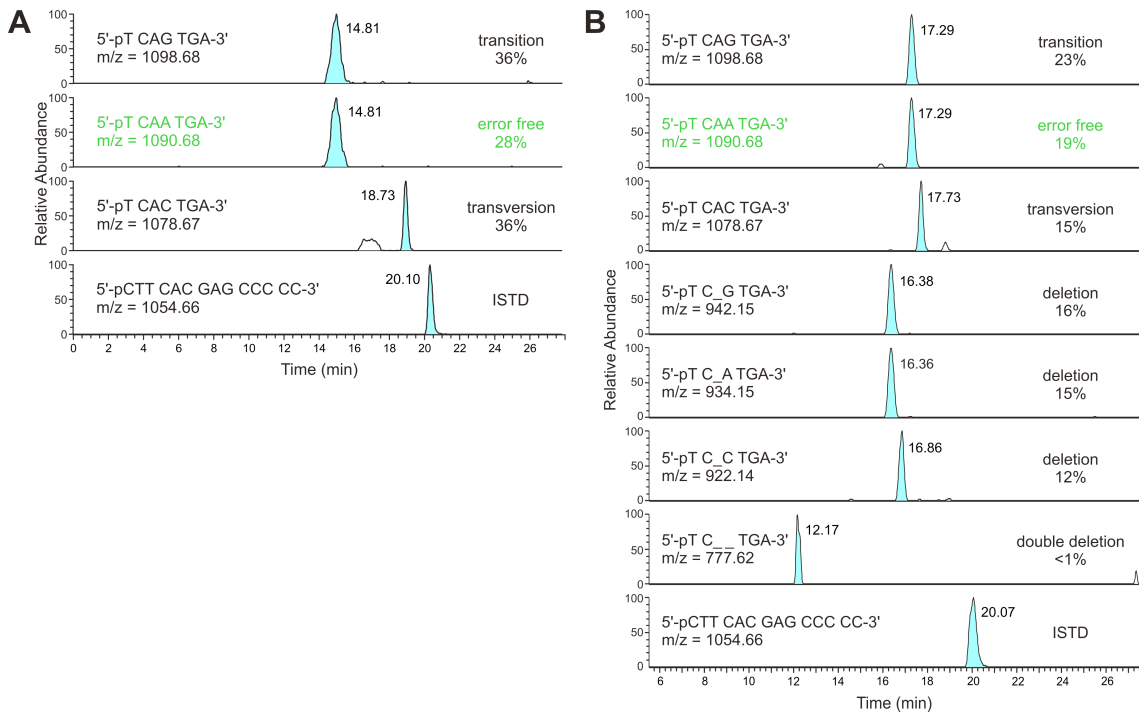 A
Relative Abundance
100
50
0
5'-pT CAG TGA-3'
m/z = 1098.68
14.81
transition
36%
100
50
0
5'-pT CAA TGA-3'
m/z = 1090.68
14.81
error free
28%
100
50
0
5'-pT CAC TGA-3'
m/z = 1078.67
18.73
transversion
36%
100
50
0
5'-pCTT CAC GAG CCC CC-3'
m/z = 1054.66
20.10
ISTD
0 2 4 6 8 10 12 14 16 18 20 22 24 26
Time (min)
B
Relative Abundance
100
50
0
5'-pT CAG TGA-3'
m/z = 1098.68
17.29
transition
23%
100
50
0
5'-pT CAA TGA-3'
m/z = 1090.68
17.29
error free
19%
100
50
0
5'-pT CAC TGA-3'
m/z = 1078.67
17.73
transversion
15%
100
50
0
5'-pT C_G TGA-3'
m/z = 942.15
16.38
deletion
16%
100
50
0
5'-pT C_A TGA-3'
m/z = 934.15
16.36
deletion
15%
100
50
0
5'-pT C_C TGA-3'
m/z = 922.14
16.86
deletion
12%
100
50
0
5'-pT C_ _ TGA-3'
m/z = 777.62
12.17
double deletion
<1%
100
50
0
5'-pCTT CAC GAG CCC CC-3'
m/z = 1054.66
20.07
ISTD
6 8 10 12 14 16 18 20 22 24 26
Time (min)